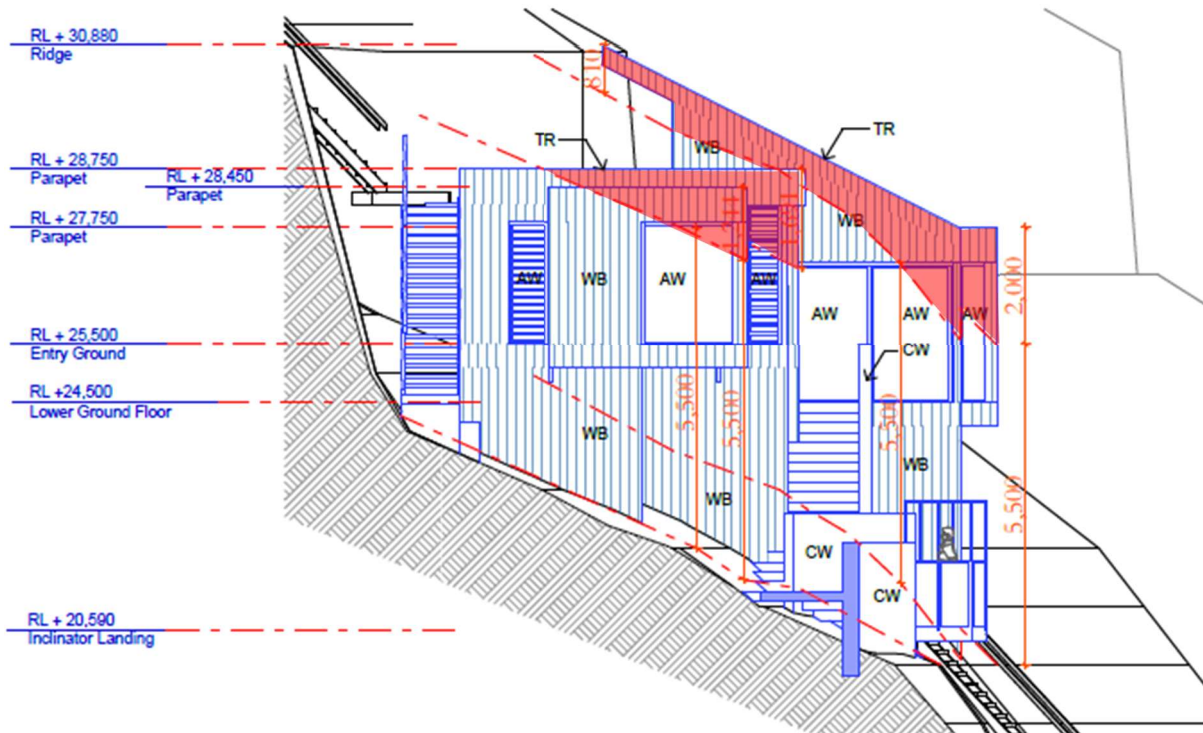 RL + 30,880
Ridge
810
TR
TR
WB
RL + 28,750
Parapet
RL + 28,450
Parapet
RL + 27,750
Parapet
WB
AW
WB
AW
AW
AW
AW
AW
2,000
RL + 25,500
Entry Ground
CW
RL +24,500
Lower Ground Floor
5,500
5,500
5,500
5,500
WB
WB
WB
CW
CW
RL + 20,590
Inclinator Landing